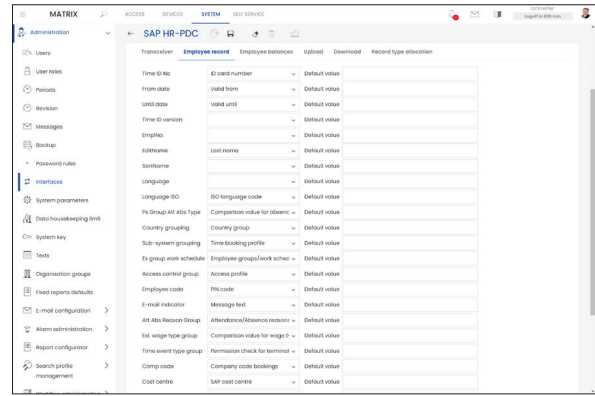 MATRIX
ACCESS DEVICES SYSTEM SELF SERVICE
Logoff in 899 min
Administration
SAP HR-PDC
Transceiver Employee record Employee balances Upload Download Record type allocation
Users
User roles
Periods
Revision
Messages
Backup
Password rules
Interfaces
System parameters
Data housekeeping limit
System key
Texts
Organisation groups
Fixed reports defaults
E-mail configuration
Alarm administration
Report configurator
Search profile
management
Time ID No ID card number Default value
From date Valid from Default value
Until date Valid until Default value
Time ID version Default value
EmplNo. Default value
EditName Last name Default value
SortName Default value
Language Default value
Language ISO ISO language code Default value
Ps Group Att Abs Type Comparison value for absenc Default value
Country grouping Country group Default value
Sub-system grouping Time booking profile Default value
Es group work schedule Employee groups/work schec Default value
Access control group Access profile Default value
Employee code PIN code Default value
E-mail indicator Message text Default value
Att Abs Reason Group Attendance/Absence reasons Default value
Ext. wage type group Comparison value for wage t Default value
Time event type group Permission check for terminal Default value
Comp code Company code bookings Default value
Cost centre SAP cost centre Default value